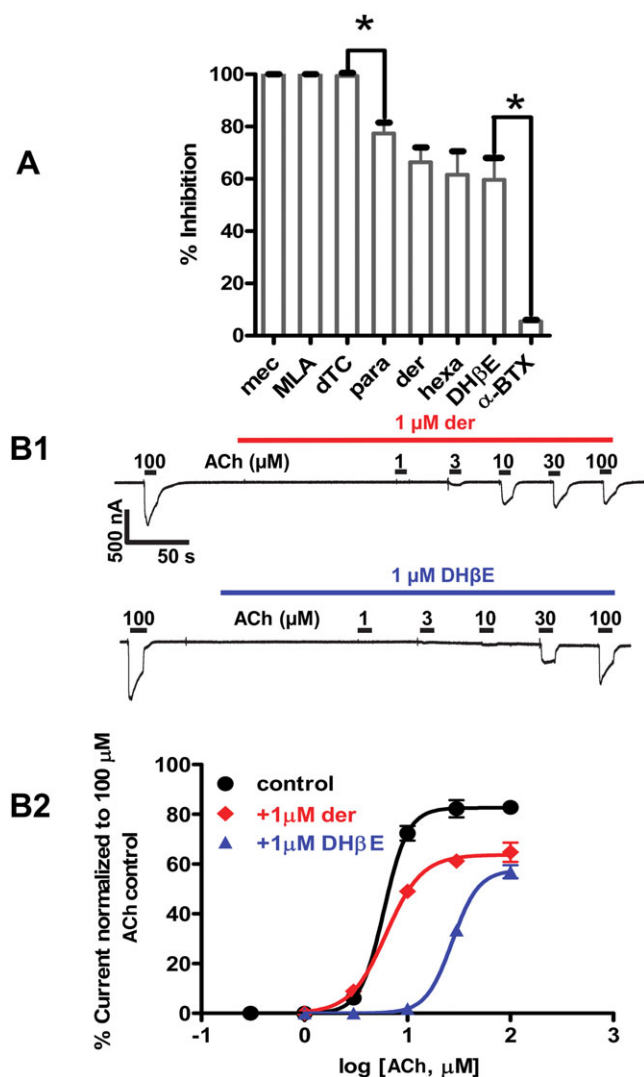 A
% Inhibition
100
80
60
40
20
0
*
*
mec
MLA
dTC
para
der
hexa
DHβE
α-BTX
B1
1 µM der
100 ACh (µM) 1 3 10 30 100
500 nA
50 s
1 µM DHβE
100 ACh (µM) 1 3 10 30 100
B2
% Current normalized to 100 µM
ACh control
100
80
60
40
20
0
control
+1µM der
+1µM DHβE
-1 0 1 2 3
log [ACh, µM]